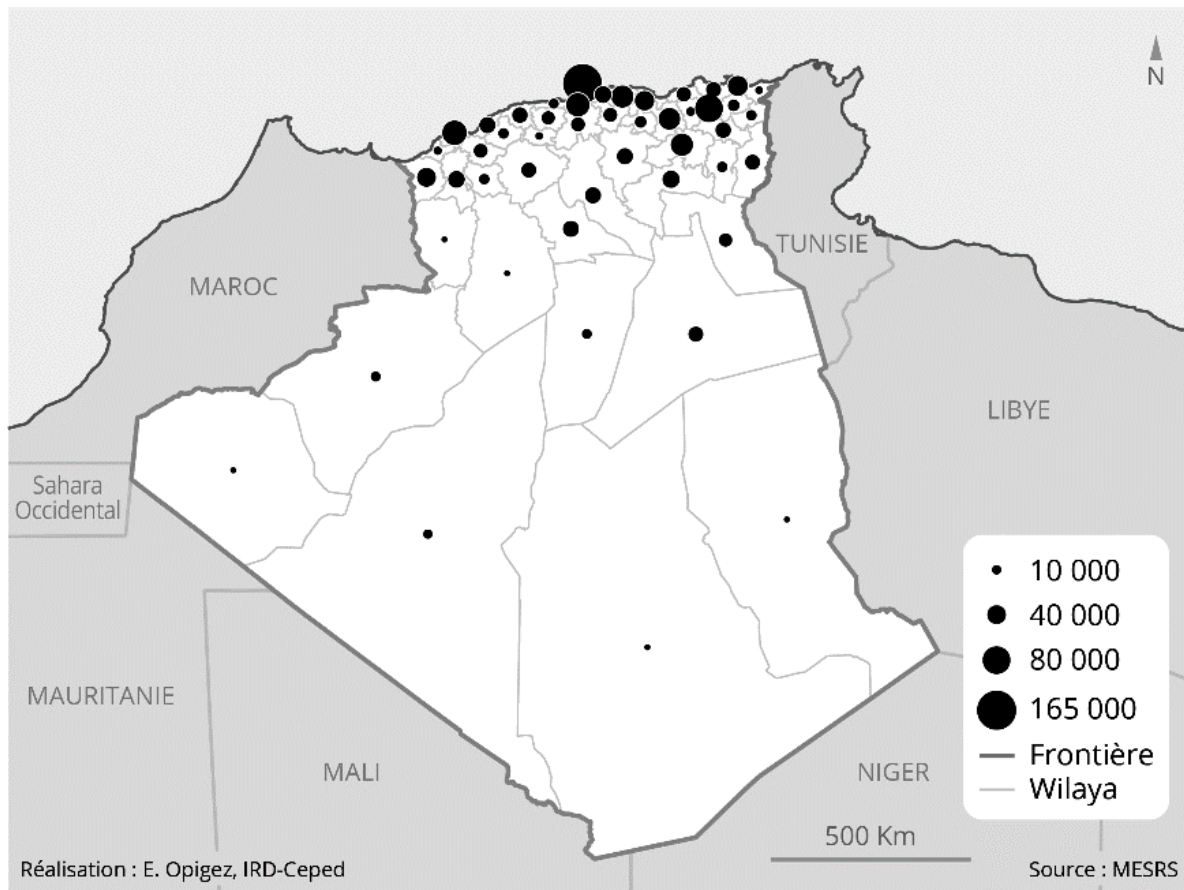 N
TUNISIE
MAROC
LIBYE
Sahara
Occidental
10 000
40 000
80 000
165 000
Frontière
Wilaya
MAURITANIE
MALI
NIGER
500 Km
Réalisation : E. Opigez, IRD-Ceped
Source : MESRS